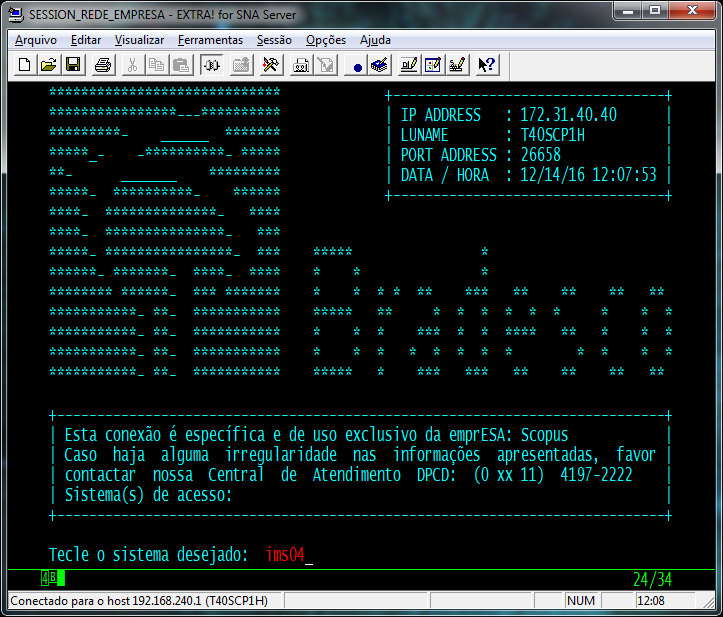 SESSION_REDE_EMPRESA - EXTRA! for SNA Server
Arquivo Editar Visualizar Ferramentas Sessão Opções Ajuda
IP ADDRESS : 172.31.40.40
LUNAME : T40SCP1H
PORT ADDRESS : 26658
DATA / HORA : 12/14/16 12:07:53
Bradesco
Esta conexão é específica e de uso exclusivo da emprESA: Scopus
Caso haja alguma irregularidade nas informações apresentadas, favor
contactar nossa Central de Atendimento DPCD: (0 xx 11) 4197-2222
Sistema(s) de acesso:
Tecle o sistema desejado: ims04_
4B 24/34
Conectado para o host 192.168.240.1 (T40SCP1H) NUM 12:08